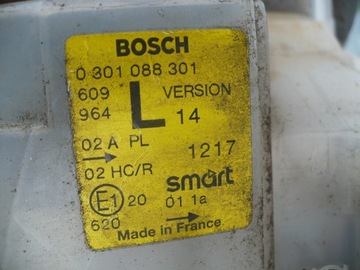 BOSCH
0 301 088 301
609 L VERSION
964 14
02 A PL
1217
02 HC/R smart
E1 20 01 1a
620
Made in France